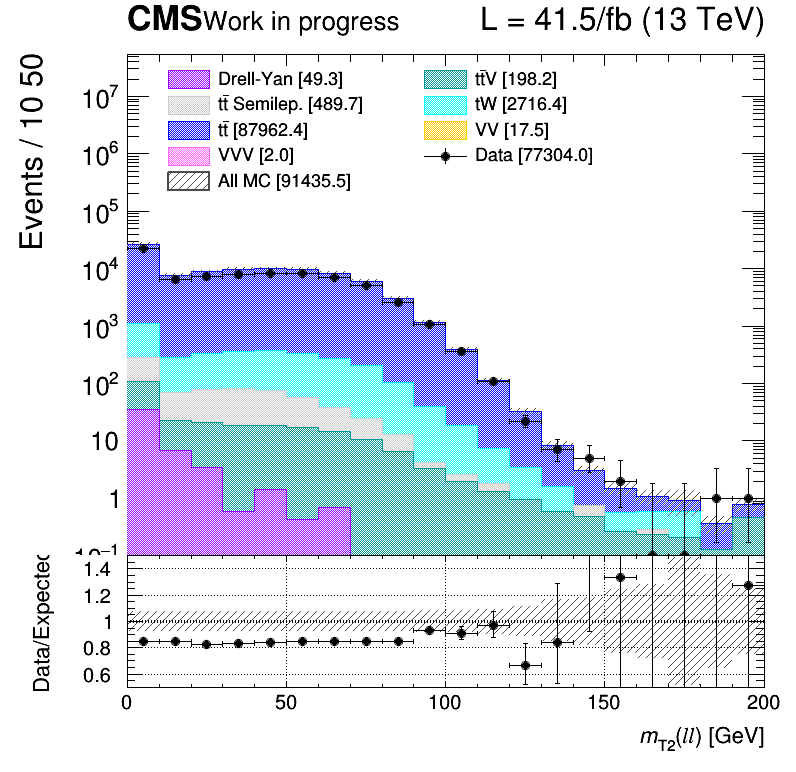 CMS Work in progress L = 41.5/fb (13 TeV)
Events / 10 50
Drell-Yan [49.3] tt̄V [198.2]
tt̄ Semilep. [489.7] tW [2716.4]
tt̄ [87962.4] VV [17.5]
VVV [2.0] Data [77304.0]
All MC [91435.5]
10⁷
10⁶
10⁵
10⁴
10³
10²
10
1
10⁻¹
Data/Expected
1.4
1.2
1
0.8
0.6
0 50 100 150 200
m_T2(ll) [GeV]